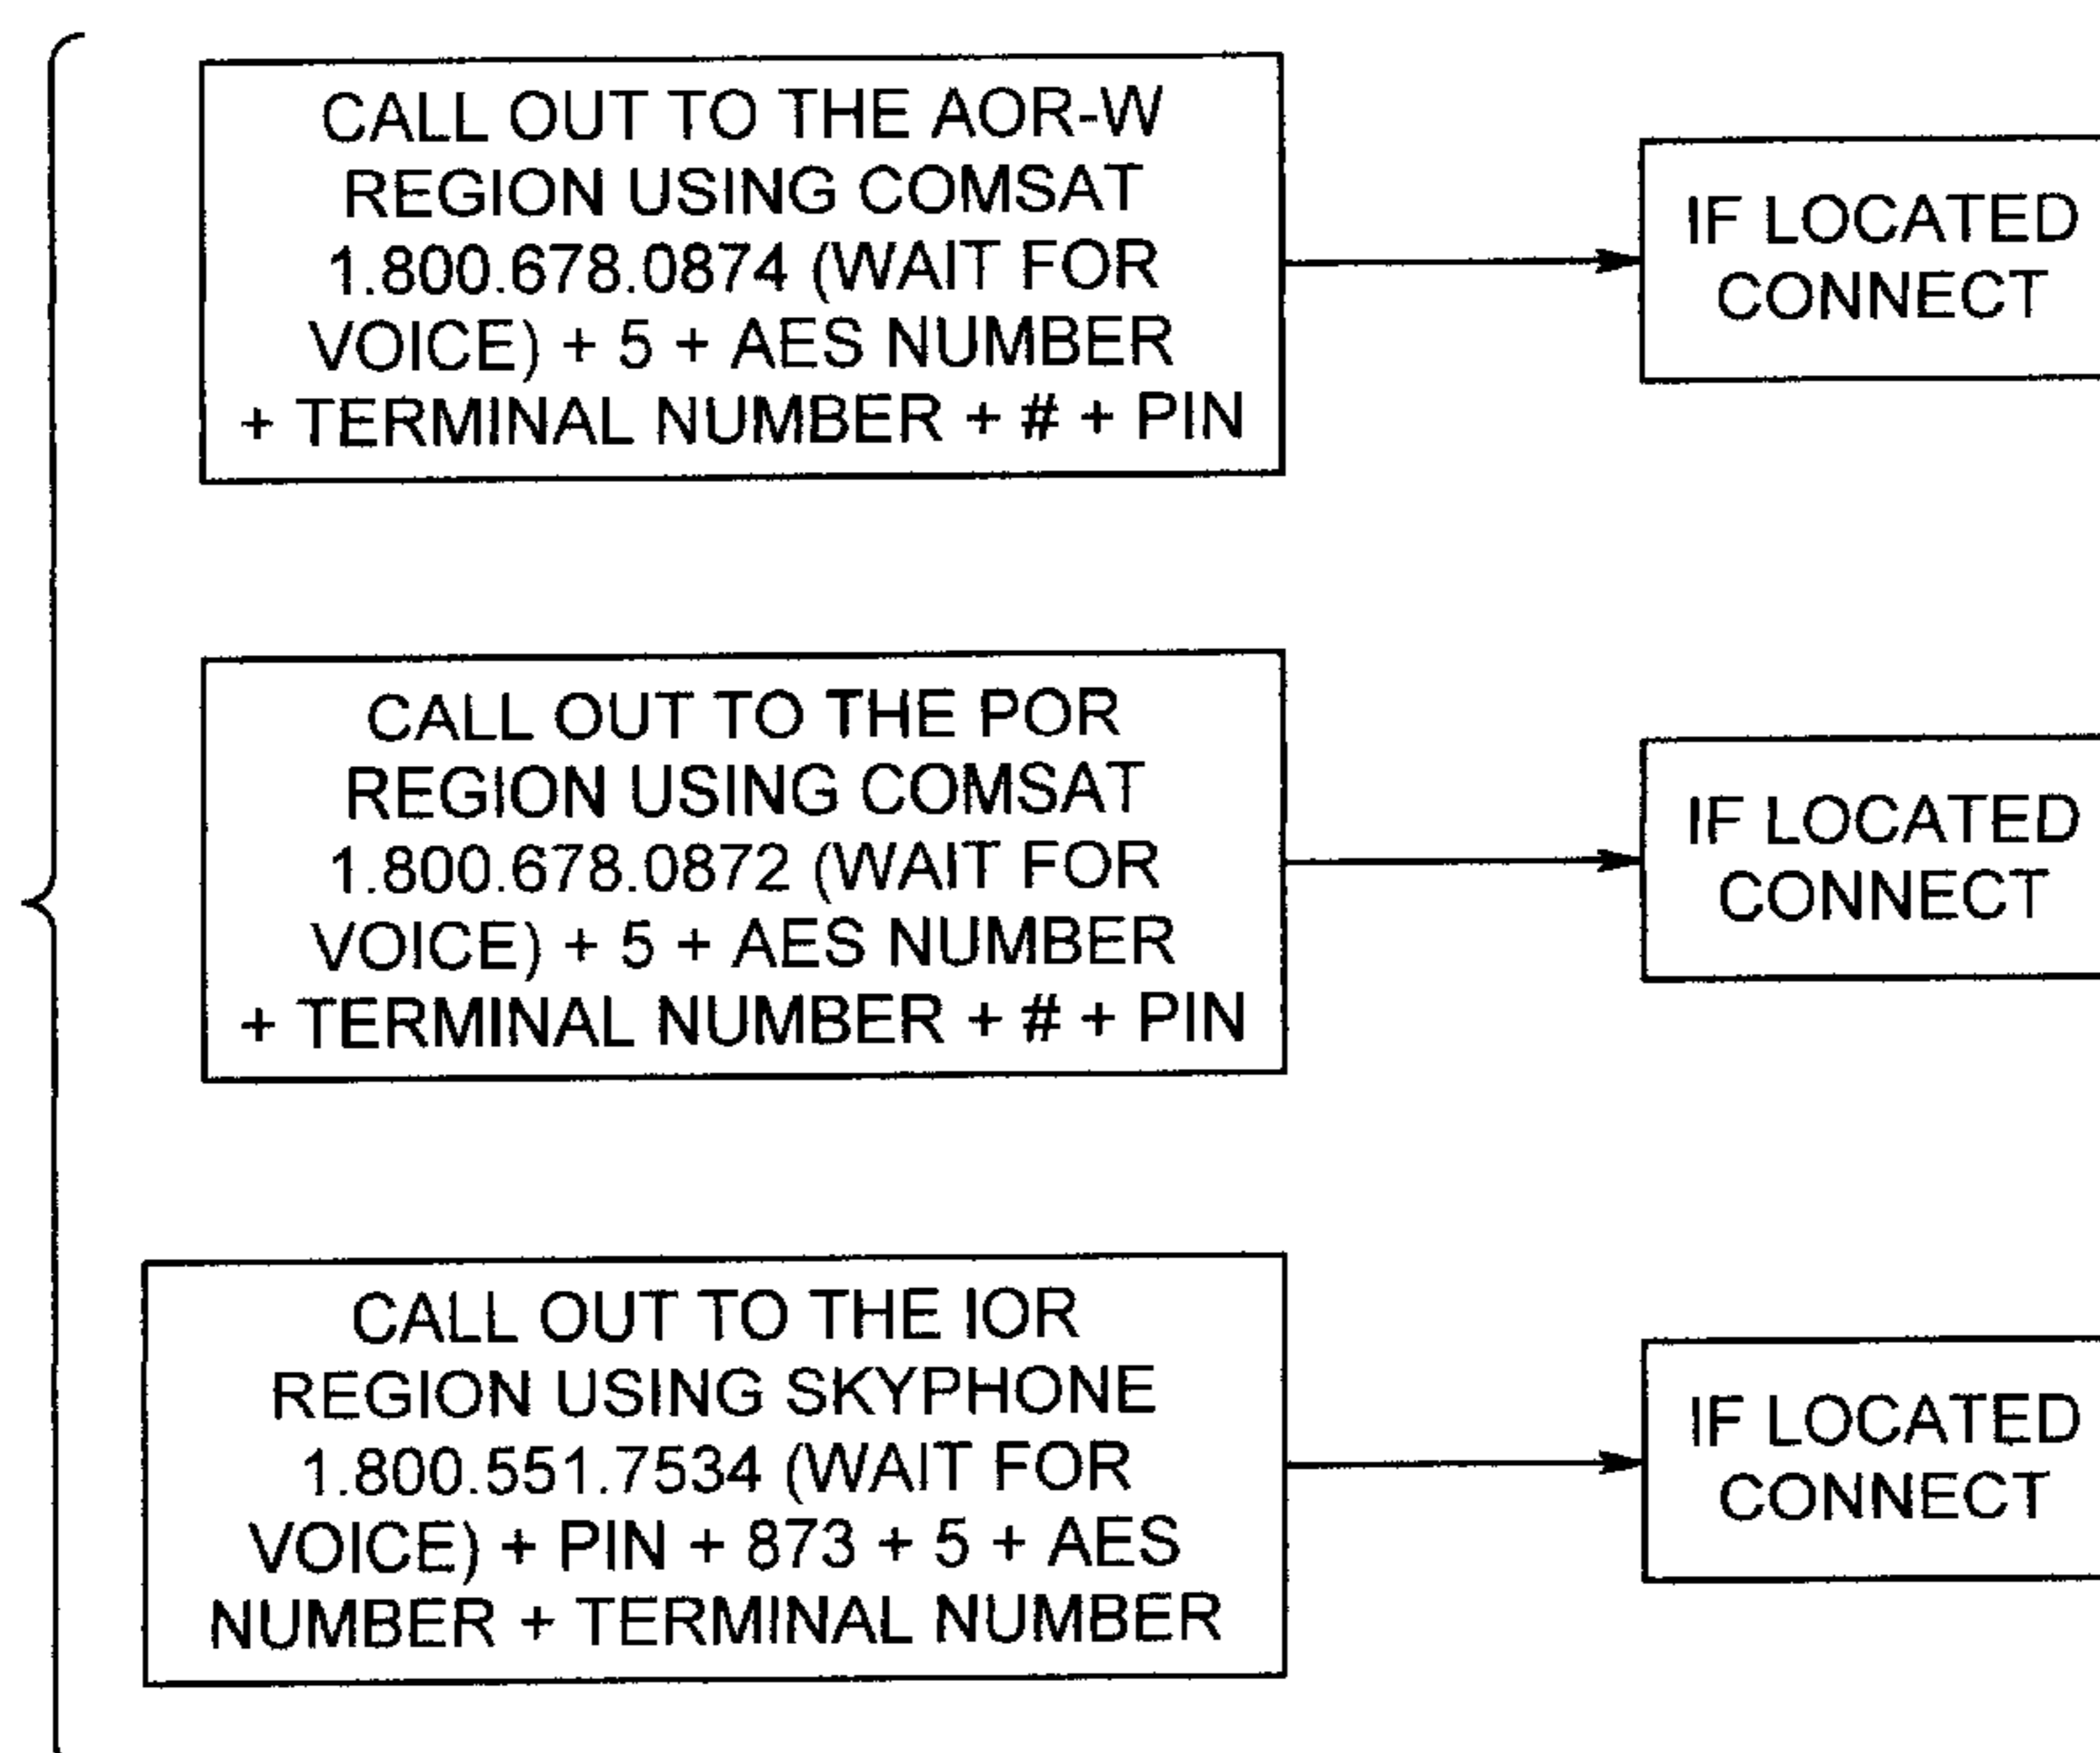 CALL OUT TO THE AOR-W
REGION USING COMSAT
1.800.678.0874 (WAIT FOR
VOICE) + 5 + AES NUMBER
+ TERMINAL NUMBER + # + PIN
IF LOCATED
CONNECT
CALL OUT TO THE POR
REGION USING COMSAT
1.800.678.0872 (WAIT FOR
VOICE) + 5 + AES NUMBER
+ TERMINAL NUMBER + # + PIN
IF LOCATED
CONNECT
CALL OUT TO THE IOR
REGION USING SKYPHONE
1.800.551.7534 (WAIT FOR
VOICE) + PIN + 873 + 5 + AES
NUMBER + TERMINAL NUMBER
IF LOCATED
CONNECT